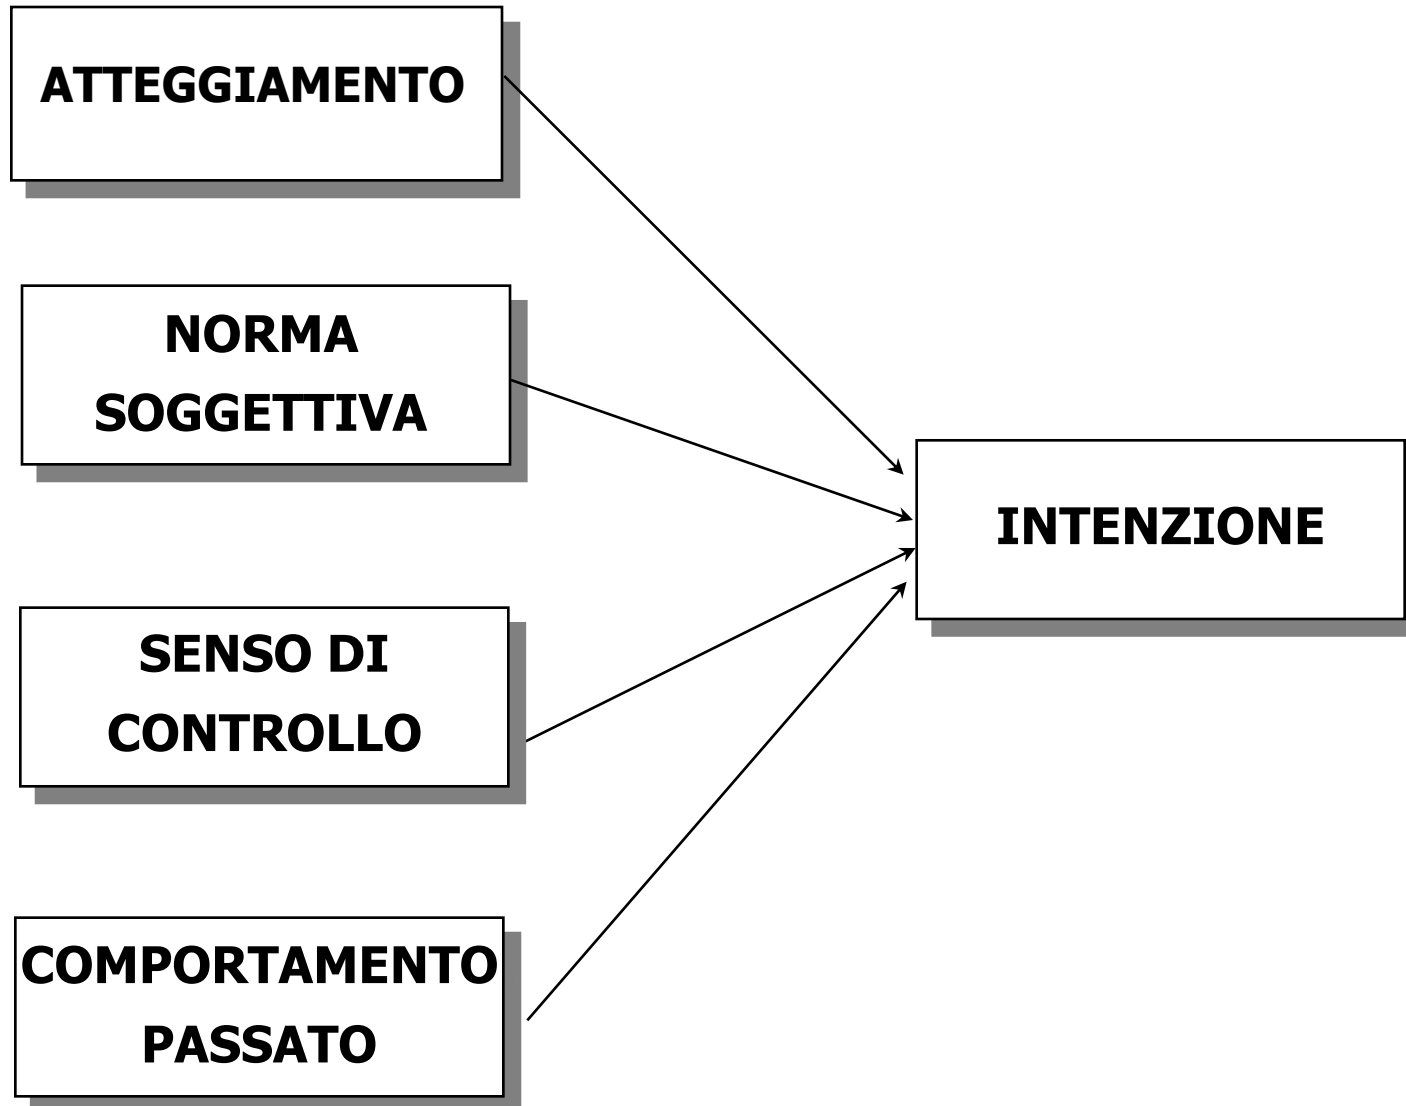 ATTEGGIAMENTO
NORMA
SOGGETTIVA
INTENZIONE
SENSO DI
CONTROLLO
COMPORTAMENTO
PASSATO